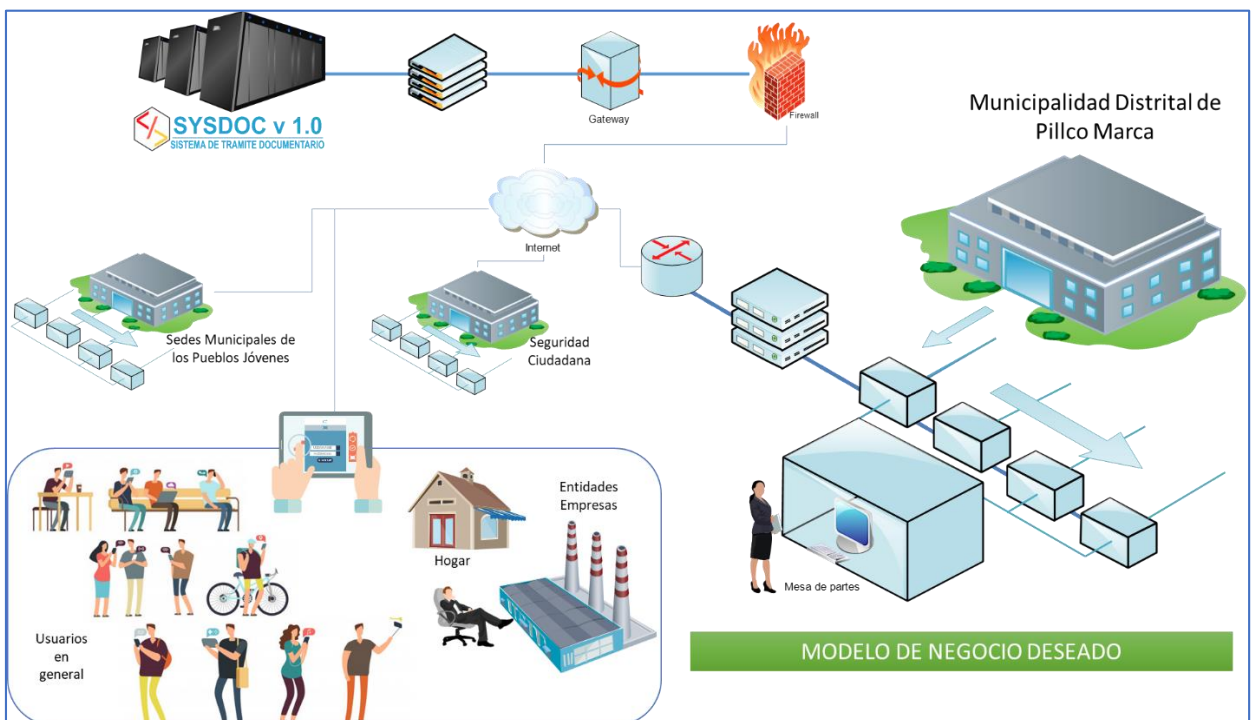 SYSDOC v 1.0
SISTEMA DE TRAMITE DOCUMENTARIO
Gateway
Firewall
Municipalidad Distrital de
Pillco Marca
Internet
Sedes Municipales de
los Pueblos Jóvenes
Seguridad
Ciudadana
Entidades
Empresas
Hogar
Mesa de partes
Usuarios
en
general
MODELO DE NEGOCIO DESEADO